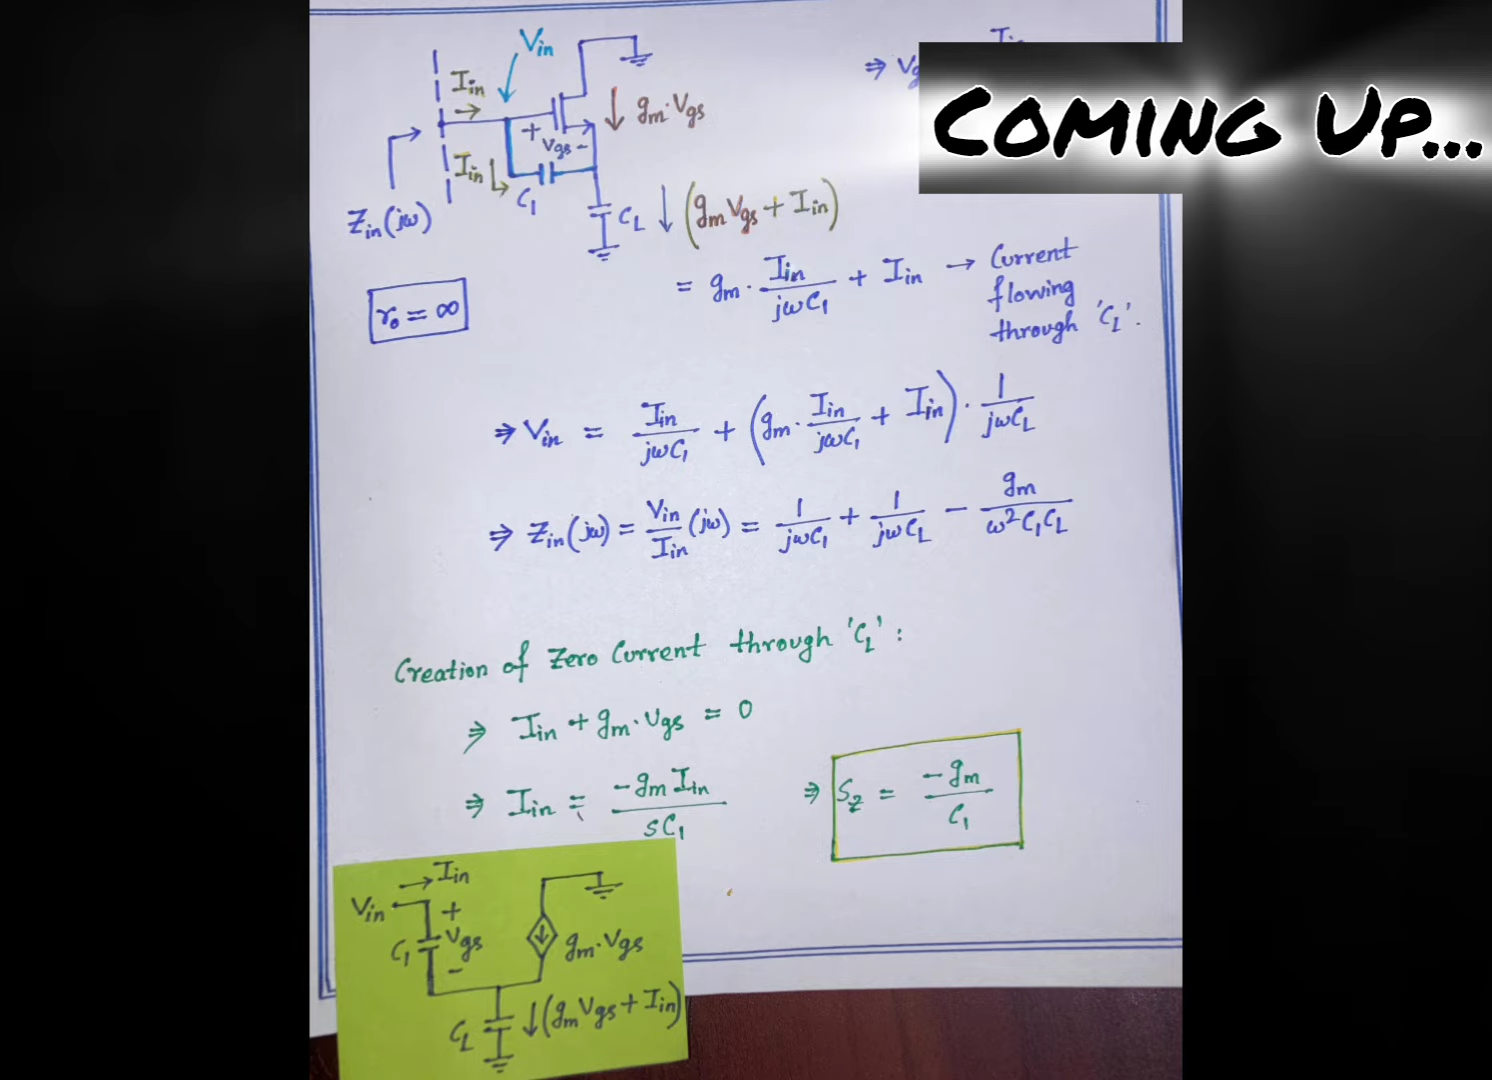 Coming Up...
Vin
Iin
gm.Vgs
+
Vgs -
Iin
C1
Zin(jω)
CL
(gmVgs + Iin)
= gm. Iin/jωC1 + Iin → Current flowing through 'CL'.
ro = ∞
⇒ Vin = Iin/jωC1 + (gm. Iin/jωC1 + Iin). 1/jωCL
⇒ Zin(jω) = Vin/Iin (jω) = 1/jωC1 + 1/jωCL - gm/ω²C1CL
Creation of Zero Current through 'CL' :
⇒ Iin + gm.Vgs = 0
⇒ Iin = -gm Iin/sC1 ⇒ Sz = -gm/C1
Iin
Vin
+
C1 Vgs
-
gm.Vgs
CL
(gmVgs + Iin)